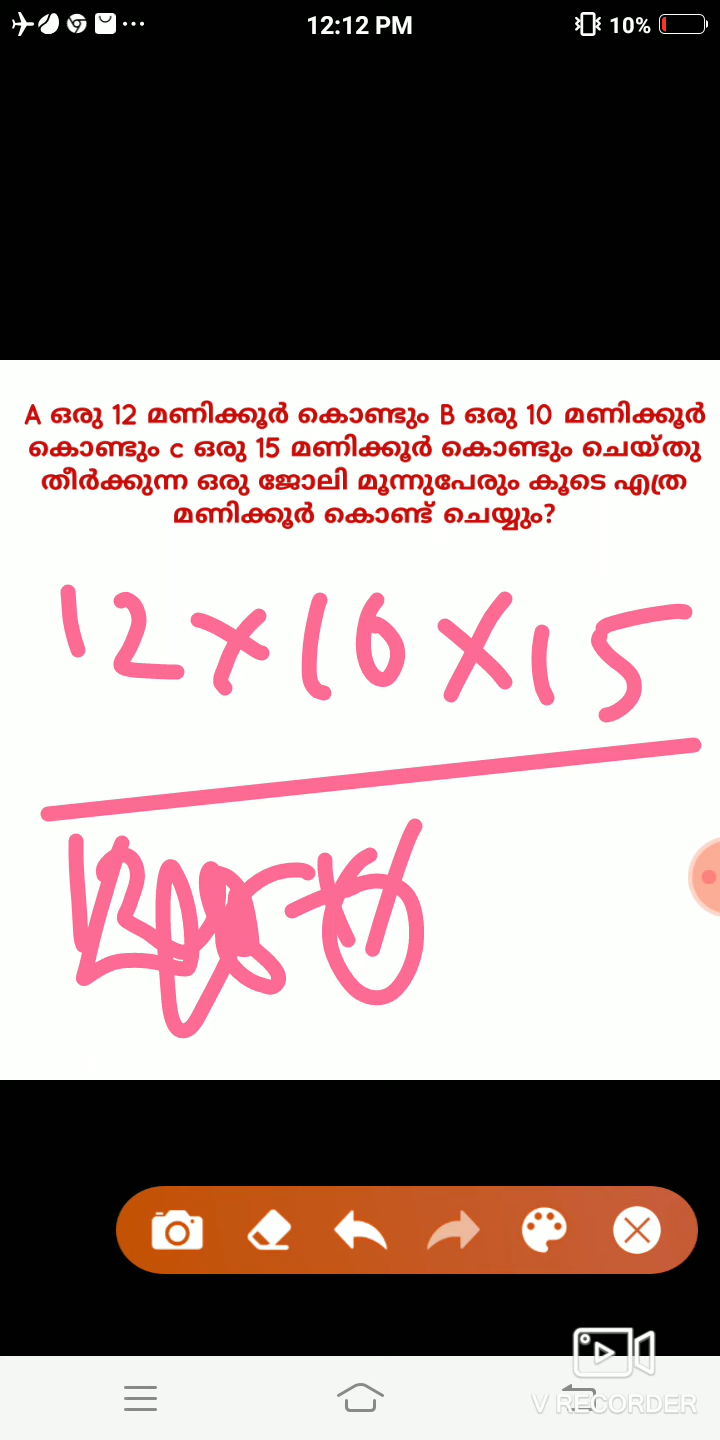 12:12 PM
10%
A ഒരു 12 മണിക്കൂർ കൊണ്ടും B ഒരു 10 മണിക്കൂർ
കൊണ്ടും c ഒരു 15 മണിക്കൂർ കൊണ്ടും ചെയ്തു
തീർക്കുന്ന ഒരു ജോലി മൂന്നുപേരും കൂടെ എത്ര
മണിക്കൂർ കൊണ്ട് ചെയ്യും?
12 × 10 × 15
V RECORDER